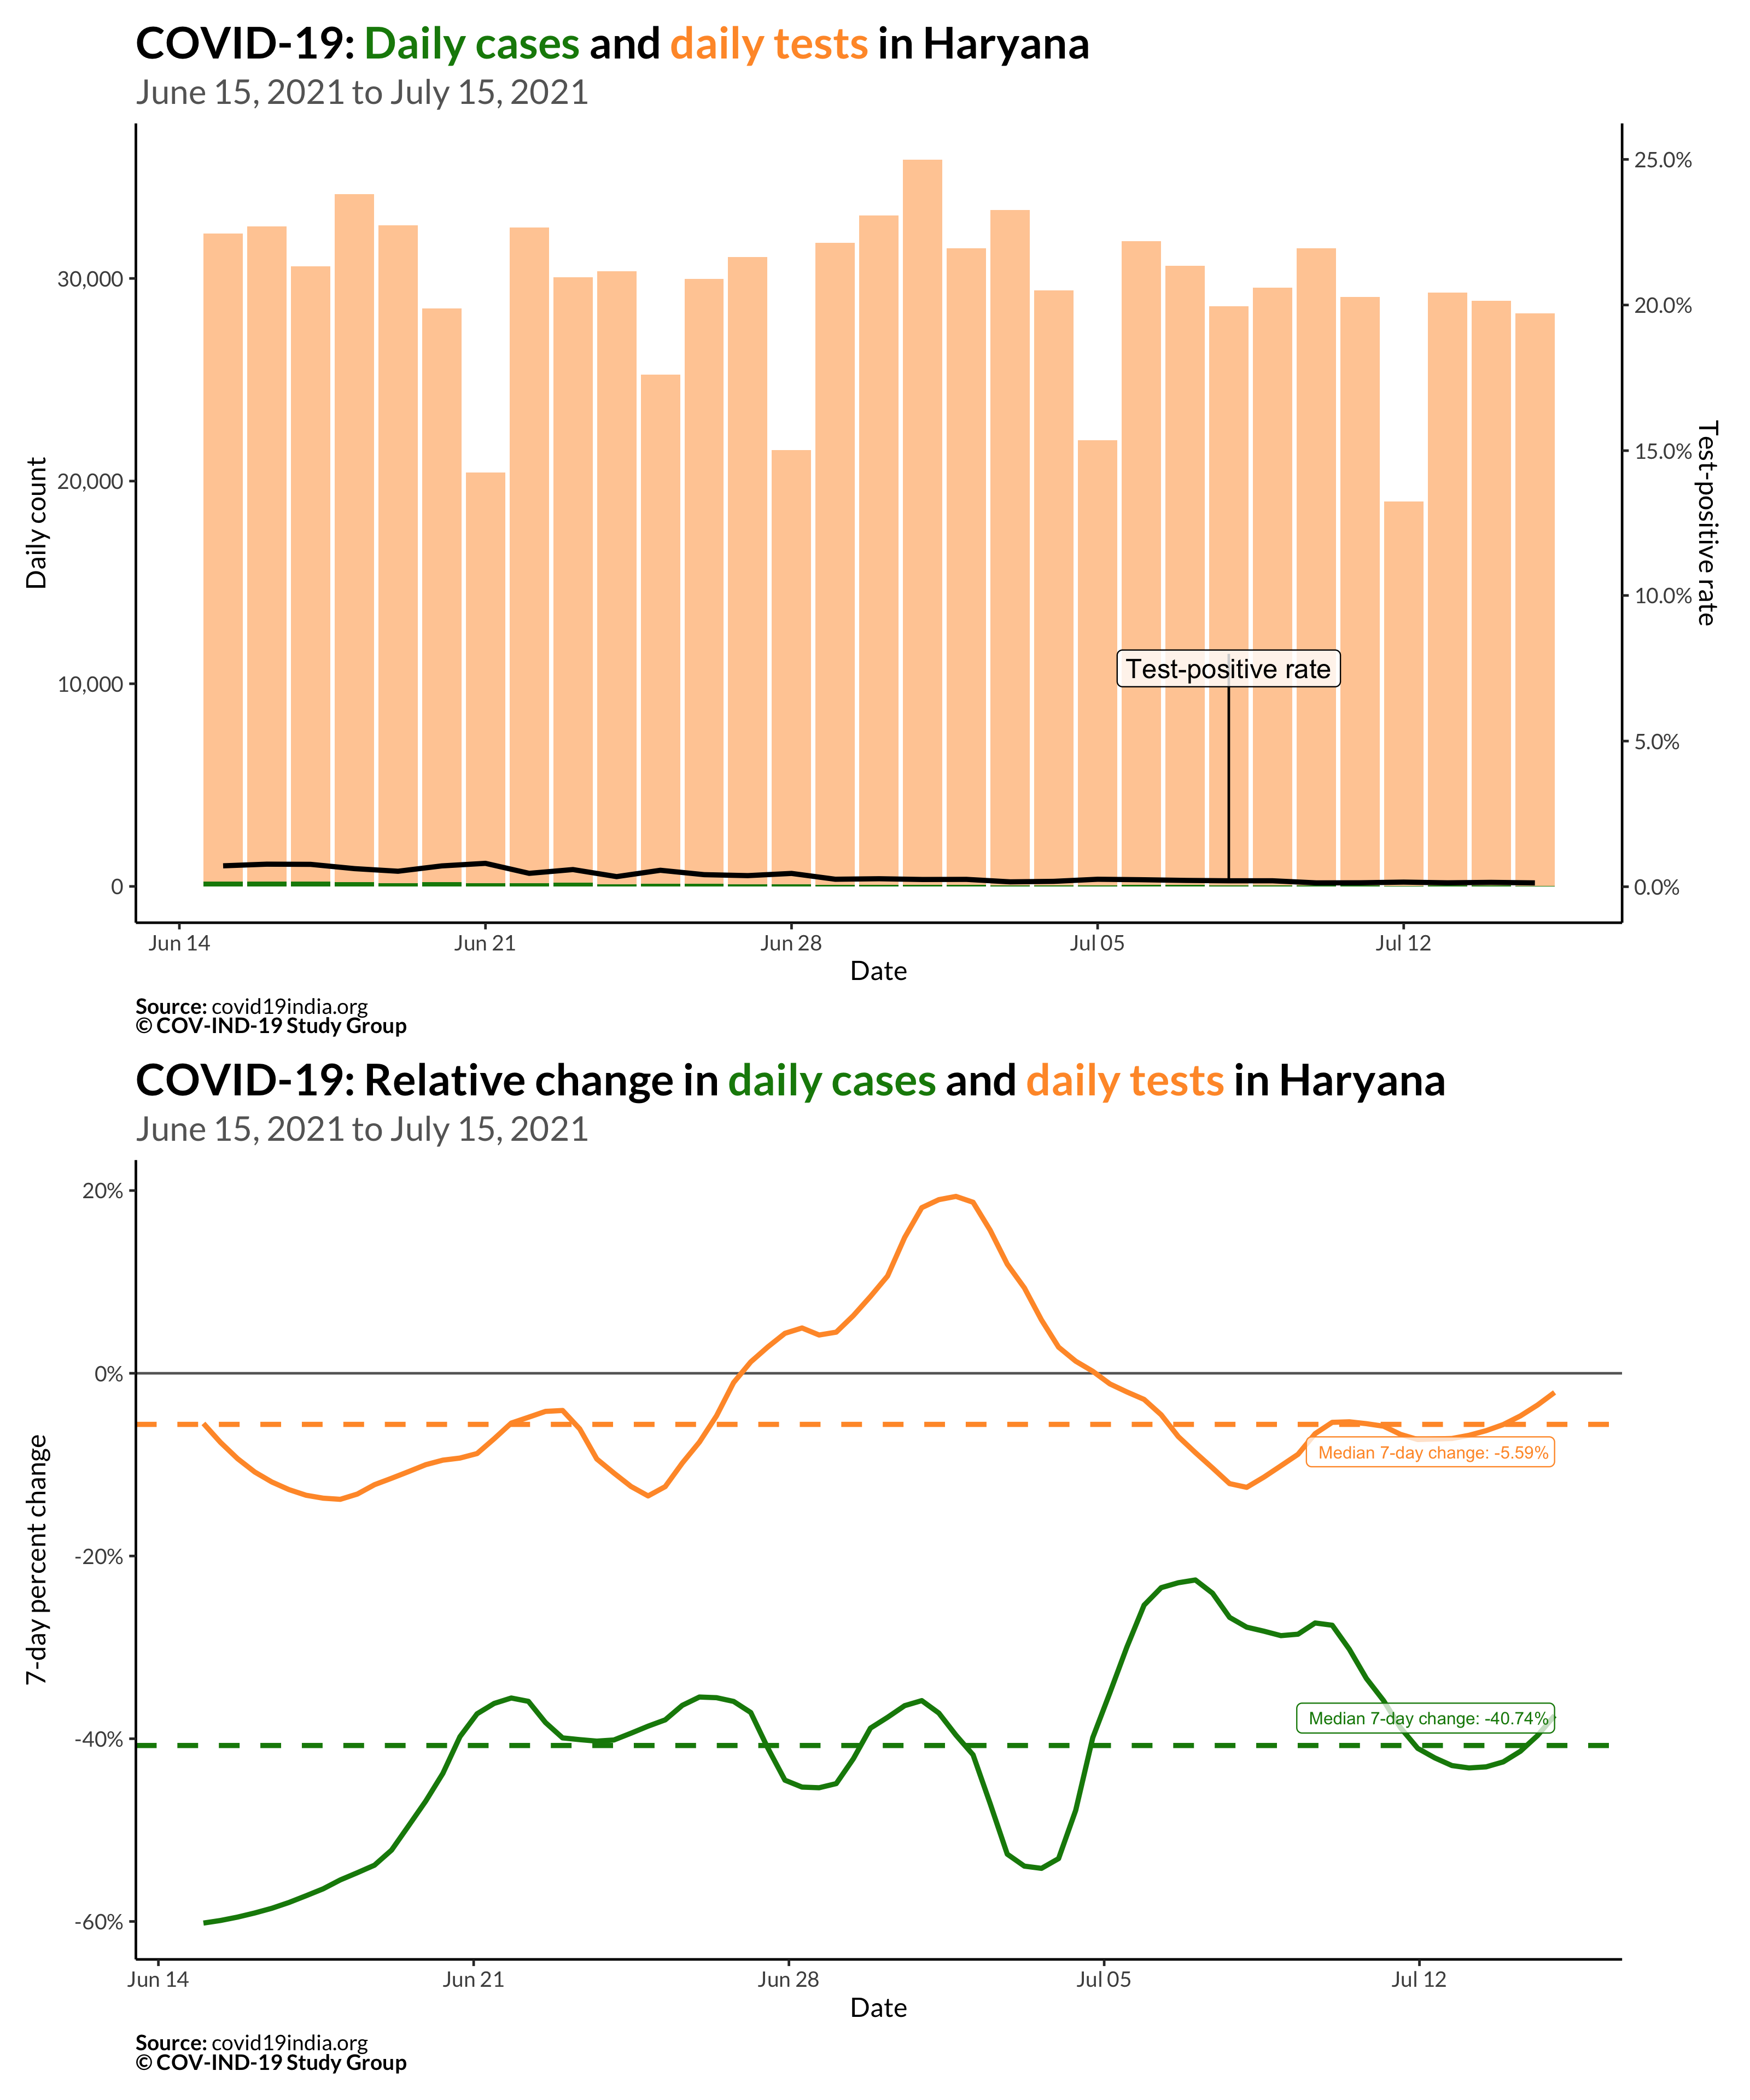 COVID-19: Daily cases and daily tests in Haryana
June 15, 2021 to July 15, 2021
Daily count
30,000
20,000
10,000
0
25.0%
20.0%
15.0%
10.0%
5.0%
0.0%
Test-positive rate
Test-positive rate
Jun 14
Jun 21
Jun 28
Jul 05
Jul 12
Date
Source: covid19india.org
© COV-IND-19 Study Group
COVID-19: Relative change in daily cases and daily tests in Haryana
June 15, 2021 to July 15, 2021
7-day percent change
20%
0%
-20%
-40%
-60%
Median 7-day change: -5.59%
Median 7-day change: -40.74%
Jun 14
Jun 21
Jun 28
Jul 05
Jul 12
Date
Source: covid19india.org
© COV-IND-19 Study Group